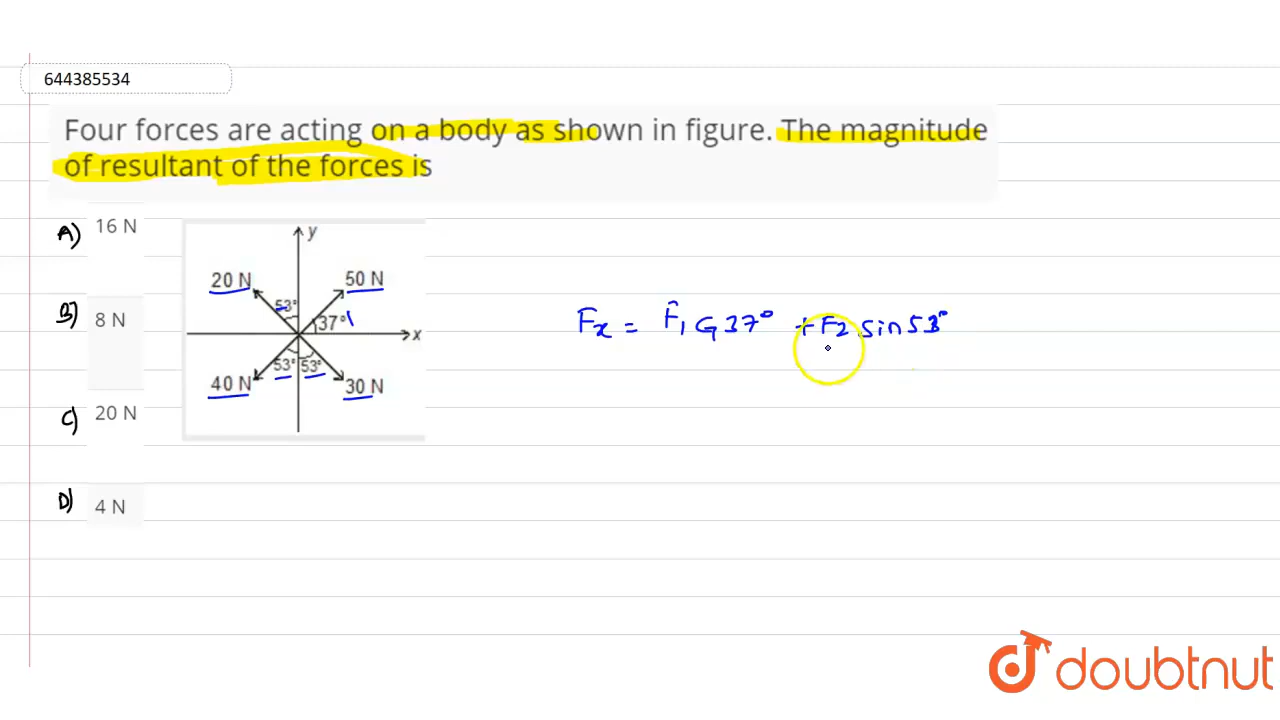 644385534
Four forces are acting on a body as shown in figure. The magnitude
of resultant of the forces is
A) 16 N
B) 8 N
C) 20 N
D) 4 N
y
20 N
50 N
53°
37°
x
53°
53°
40 N
30 N
Fx = F1 C 37° + F2 sin53°
doubtnut